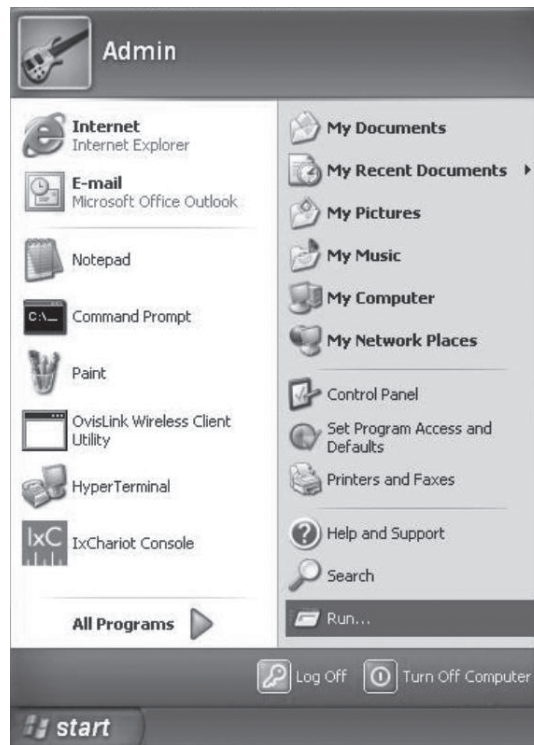 Admin
Internet
Internet Explorer
E-mail
Microsoft Office Outlook
Notepad
C:\_
Command Prompt
Paint
OvisLink Wireless Client
Utility
HyperTerminal
IxC
IxChariot Console
All Programs
My Documents
My Recent Documents
My Pictures
My Music
My Computer
My Network Places
Control Panel
Set Program Access and
Defaults
Printers and Faxes
Help and Support
Search
Run...
Log Off
Turn Off Computer
start